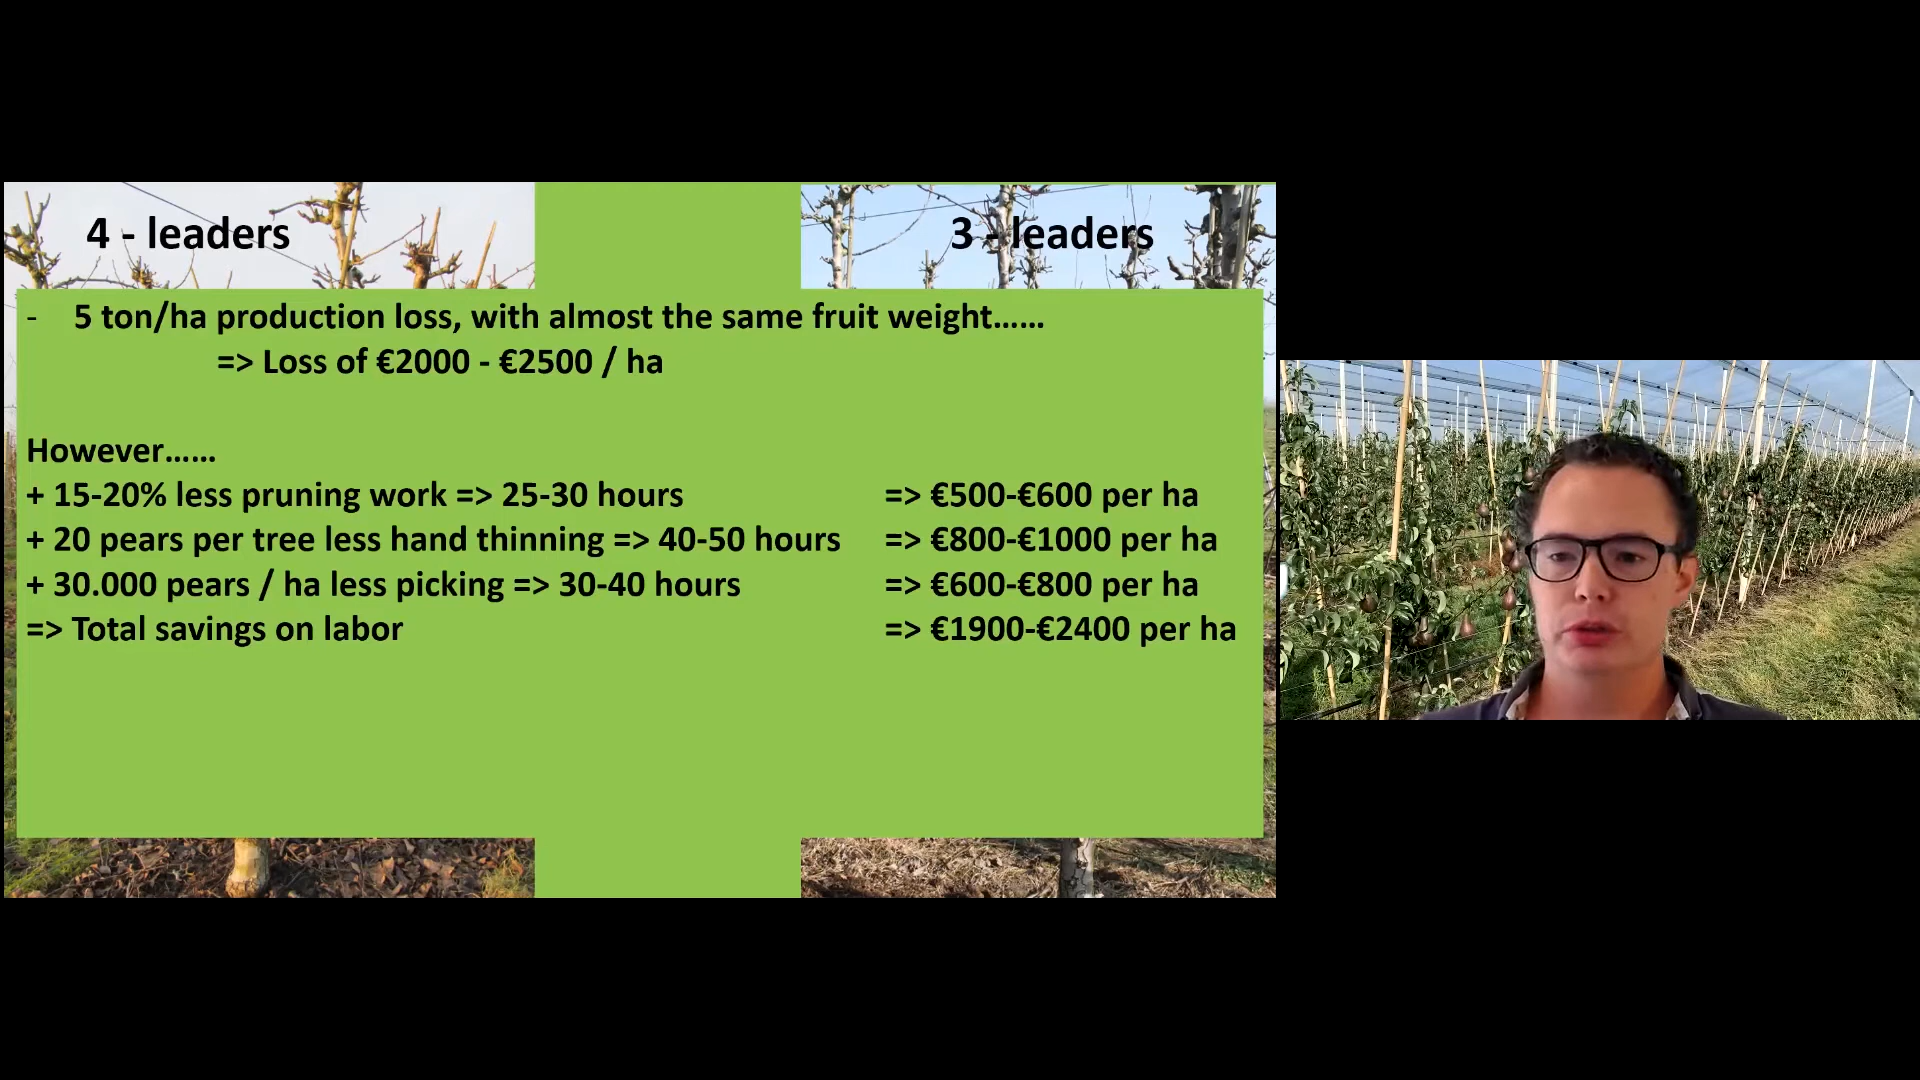 4 - leaders
3 - leaders
- 5 ton/ha production loss, with almost the same fruit weight......
=> Loss of €2000 - €2500 / ha
However......
+ 15-20% less pruning work => 25-30 hours => €500-€600 per ha
+ 20 pears per tree less hand thinning => 40-50 hours => €800-€1000 per ha
+ 30.000 pears / ha less picking => 30-40 hours => €600-€800 per ha
=> Total savings on labor => €1900-€2400 per ha